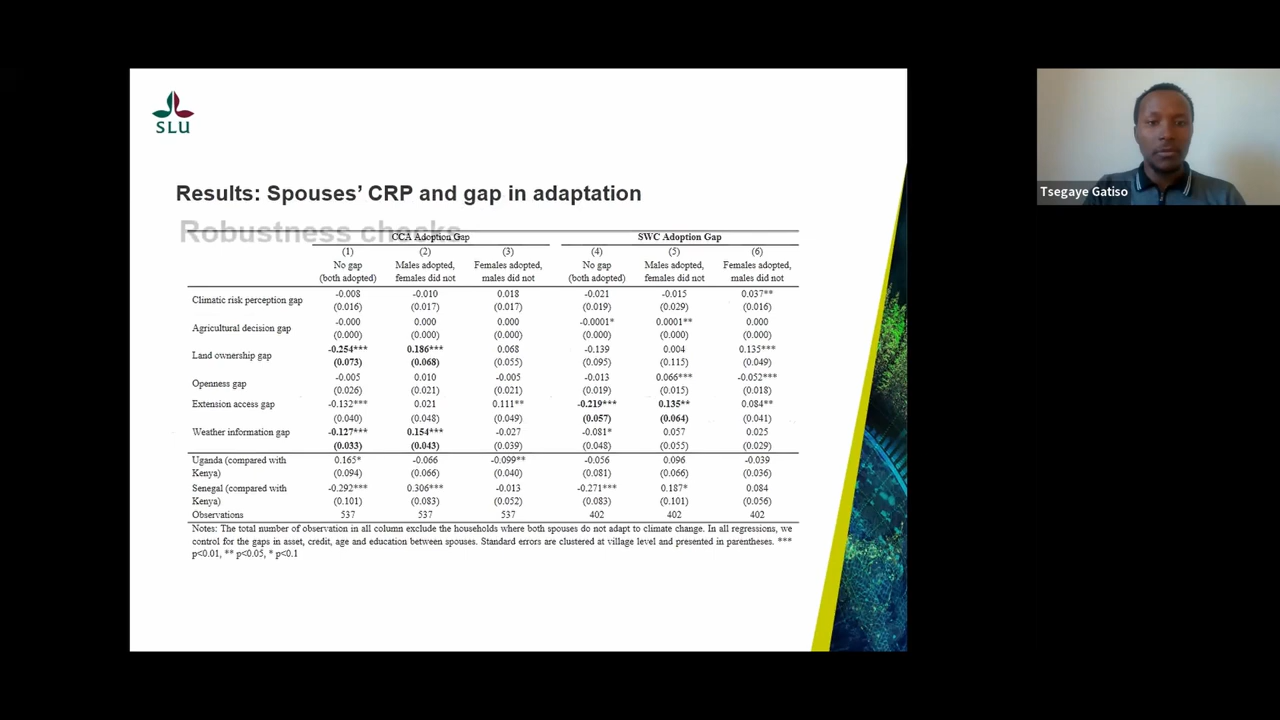 SLU
Results: Spouses' CRP and gap in adaptation
Robustness checks
CCA Adoption Gap SWC Adoption Gap
(1) (2) (3) (4) (5) (6)
No gap Males adopted, Females adopted, No gap Males adopted, Females adopted,
(both adopted) females did not males did not (both adopted) females did not males did not
Climatic risk perception gap -0.008 -0.010 0.018 -0.021 -0.015 0.037**
(0.016) (0.017) (0.017) (0.019) (0.029) (0.016)
Agricultural decision gap -0.000 0.000 0.000 -0.0001* 0.0001** 0.000
(0.000) (0.000) (0.000) (0.000) (0.000) (0.000)
Land ownership gap -0.254*** 0.186*** 0.068 -0.139 0.004 0.135***
(0.073) (0.068) (0.055) (0.095) (0.115) (0.049)
Openness gap -0.005 0.010 -0.005 -0.013 0.066*** -0.052***
(0.026) (0.021) (0.021) (0.019) (0.015) (0.018)
Extension access gap -0.132*** 0.021 0.111** -0.219*** 0.135** 0.084**
(0.040) (0.048) (0.049) (0.057) (0.064) (0.041)
Weather information gap -0.127*** 0.154*** -0.027 -0.081* 0.057 0.025
(0.033) (0.043) (0.039) (0.048) (0.055) (0.029)
Uganda (compared with 0.165* -0.066 -0.099** -0.056 0.096 -0.039
Kenya) (0.094) (0.066) (0.040) (0.081) (0.066) (0.036)
Senegal (compared with -0.292*** 0.306*** -0.013 -0.271*** 0.187* 0.084
Kenya) (0.101) (0.083) (0.052) (0.083) (0.101) (0.056)
Observations 537 537 537 402 402 402
Notes: The total number of observation in all column exclude the households where both spouses do not adapt to climate change. In all regressions, we
control for the gaps in asset, credit, age and education between spouses. Standard errors are clustered at village level and presented in parentheses. ***
p<0.01, ** p<0.05, * p<0.1
Tsegaye Gatiso